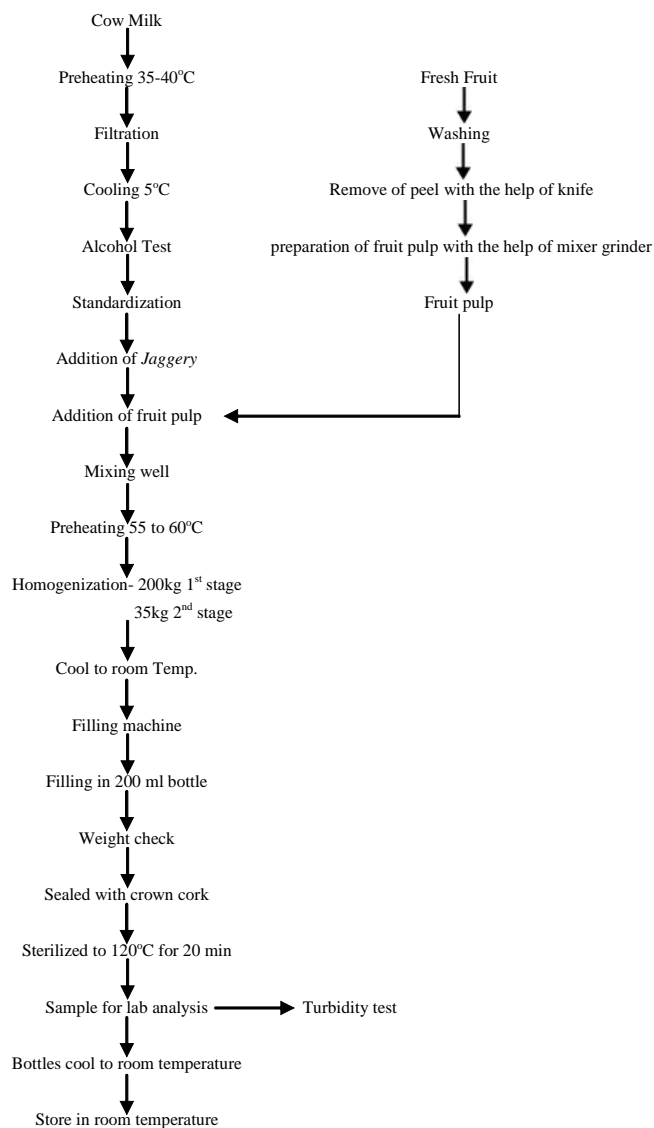 Cow Milk
Preheating 35-40°C
Filtration
Cooling 5°C
Alcohol Test
Standardization
Addition of Jaggery
Addition of fruit pulp
Mixing well
Preheating 55 to 60°C
Homogenization- 200kg 1st stage
35kg 2nd stage
Cool to room Temp.
Filling machine
Filling in 200 ml bottle
Weight check
Sealed with crown cork
Sterilized to 120°C for 20 min
Sample for lab analysis
Turbidity test
Bottles cool to room temperature
Store in room temperature
Fresh Fruit
Washing
Remove of peel with the help of knife
preparation of fruit pulp with the help of mixer grinder
Fruit pulp